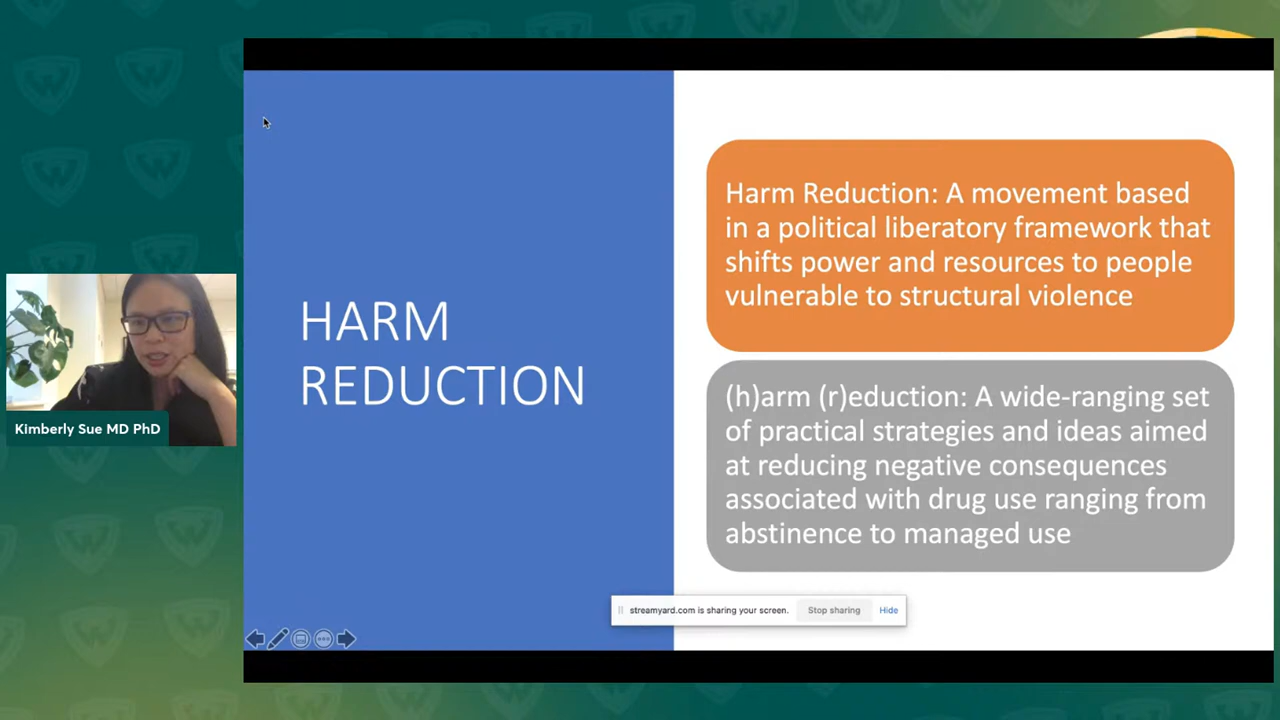 HARM
REDUCTION
Harm Reduction: A movement based
in a political liberatory framework that
shifts power and resources to people
vulnerable to structural violence
(h)arm (r)eduction: A wide-ranging set
of practical strategies and ideas aimed
at reducing negative consequences
associated with drug use ranging from
abstinence to managed use
Kimberly Sue MD PhD
streamyard.com is sharing your screen.
Stop sharing
Hide